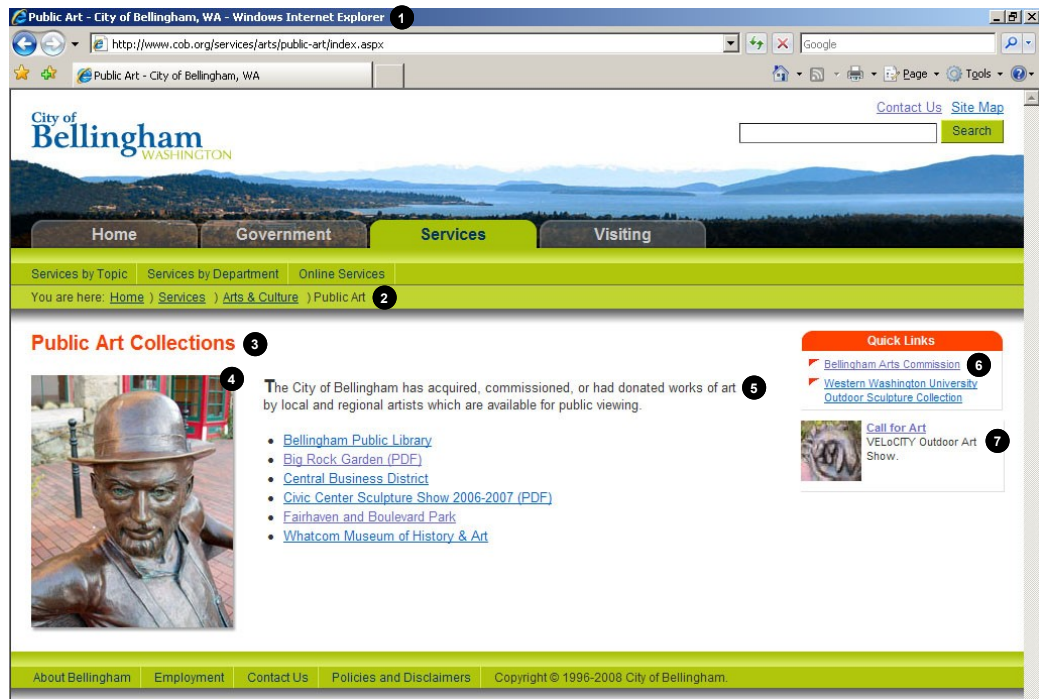 Public Art - City of Bellingham, WA - Windows Internet Explorer 1
http://www.cob.org/services/arts/public-art/index.aspx
Google
Public Art - City of Bellingham, WA
Page
Tools
Contact Us Site Map
City of
Bellingham
WASHINGTON
Search
Home Government Services Visiting
Services by Topic Services by Department Online Services
You are here: Home ) Services ) Arts & Culture ) Public Art 2
Public Art Collections 3
4
The City of Bellingham has acquired, commissioned, or had donated works of art 5
by local and regional artists which are available for public viewing.
• Bellingham Public Library
• Big Rock Garden (PDF)
• Central Business District
• Civic Center Sculpture Show 2006-2007 (PDF)
• Fairhaven and Boulevard Park
• Whatcom Museum of History & Art
Quick Links
Bellingham Arts Commission 6
Western Washington University
Outdoor Sculpture Collection
Call for Art
VELoCITY Outdoor Art 7
Show.
About Bellingham Employment Contact Us Policies and Disclaimers Copyright © 1996-2008 City of Bellingham.